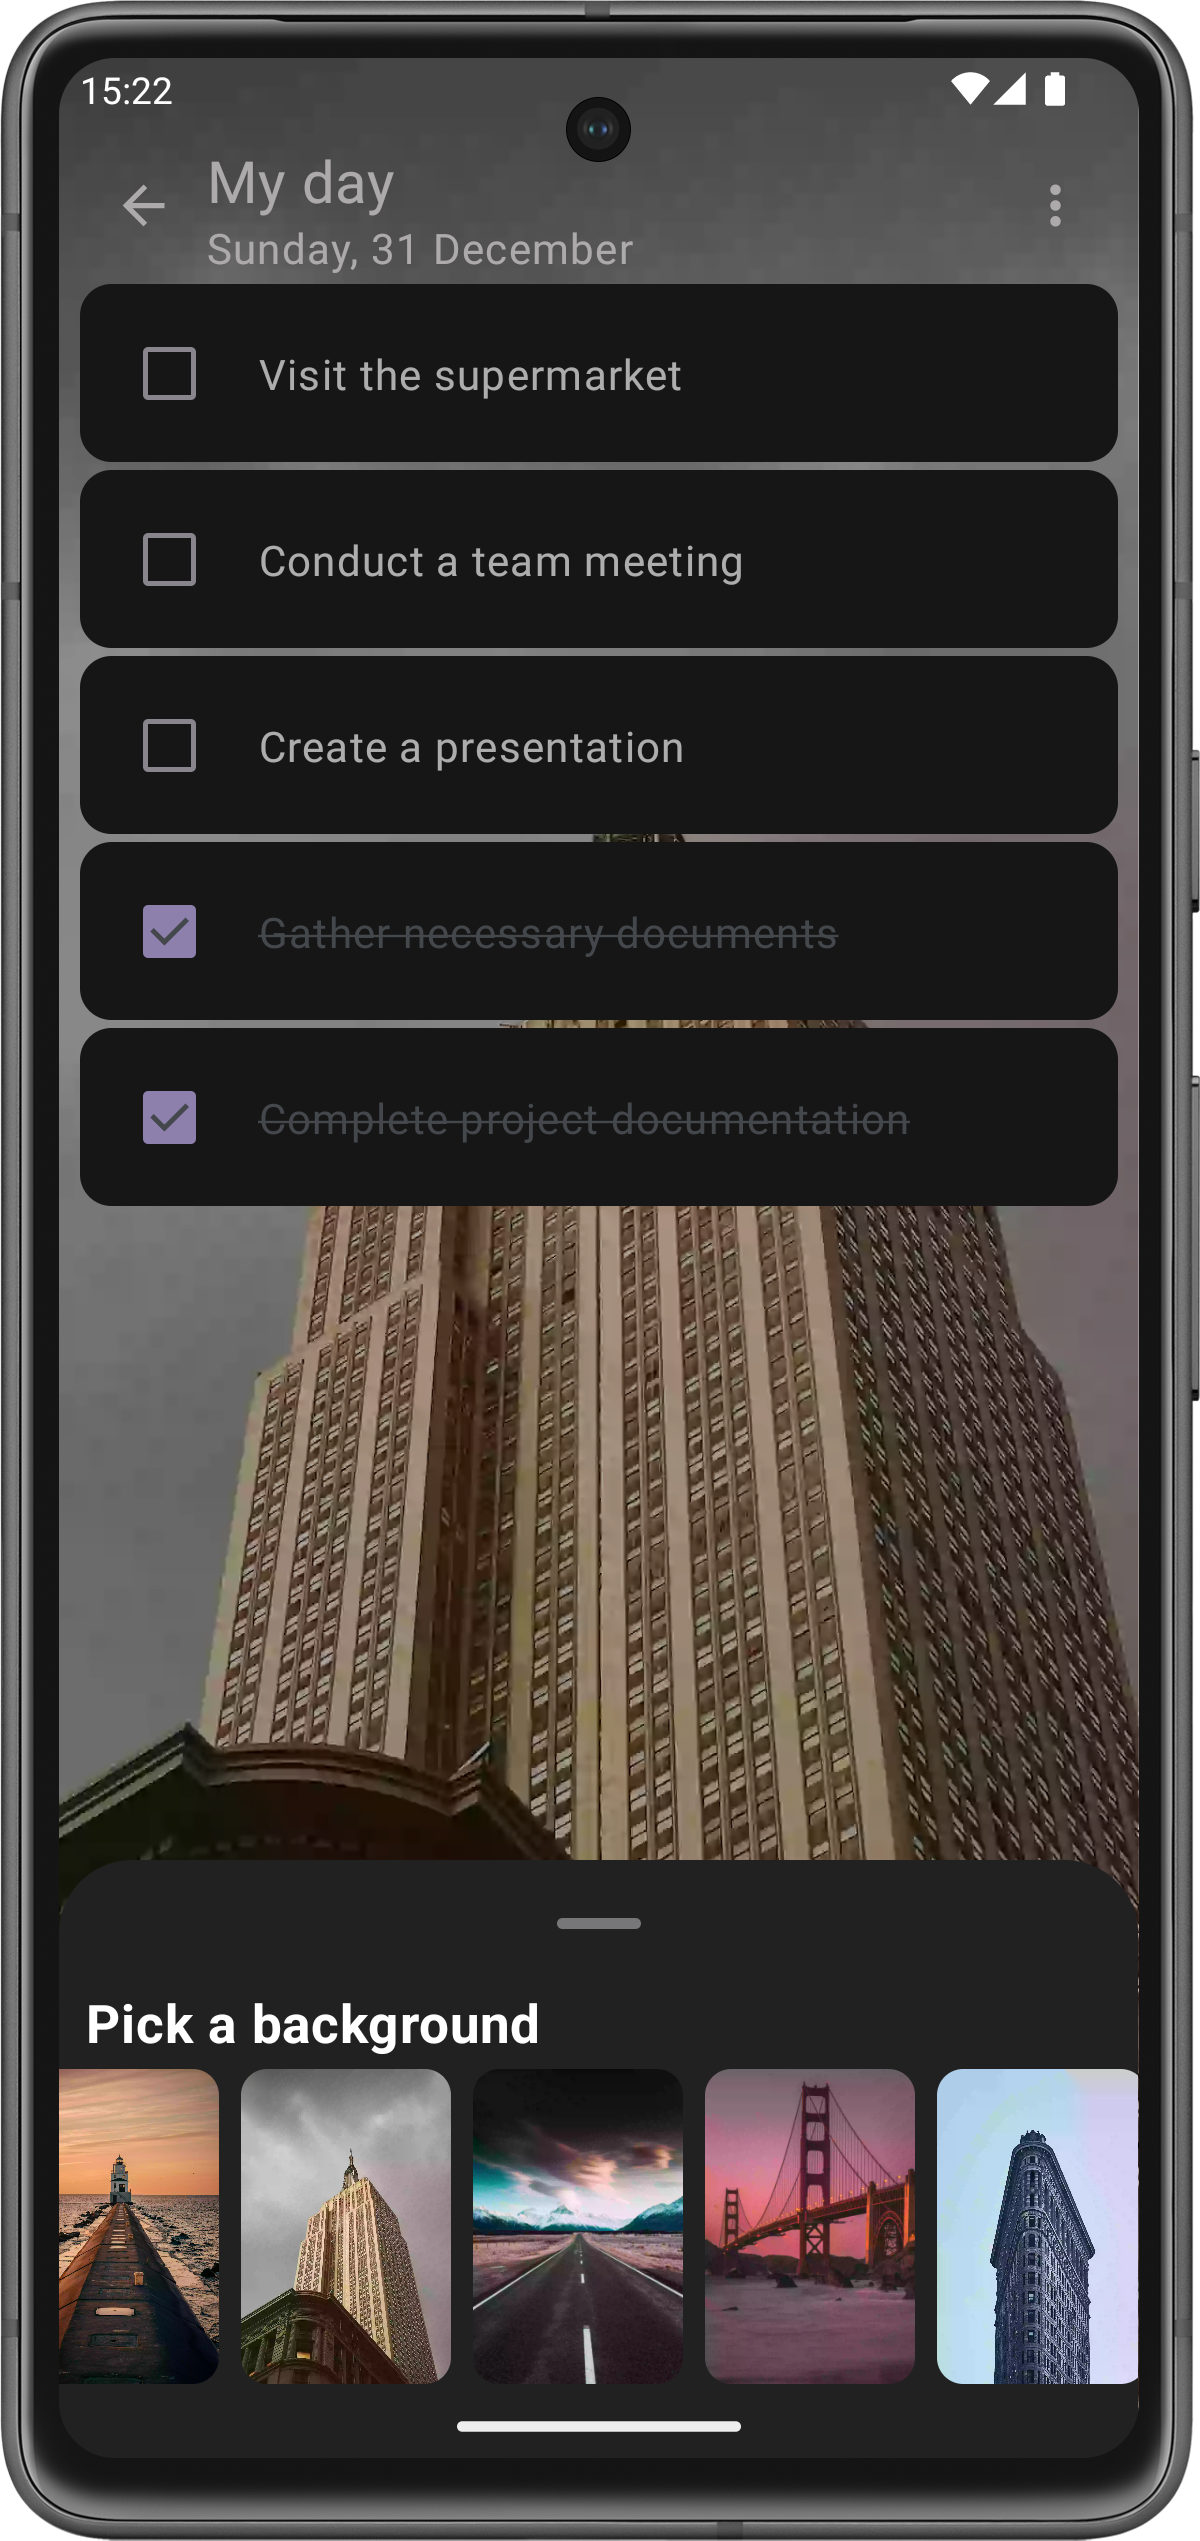 15:22
My day
Sunday, 31 December
Visit the supermarket
Conduct a team meeting
Create a presentation
Gather necessary documents
Complete project documentation
Pick a background